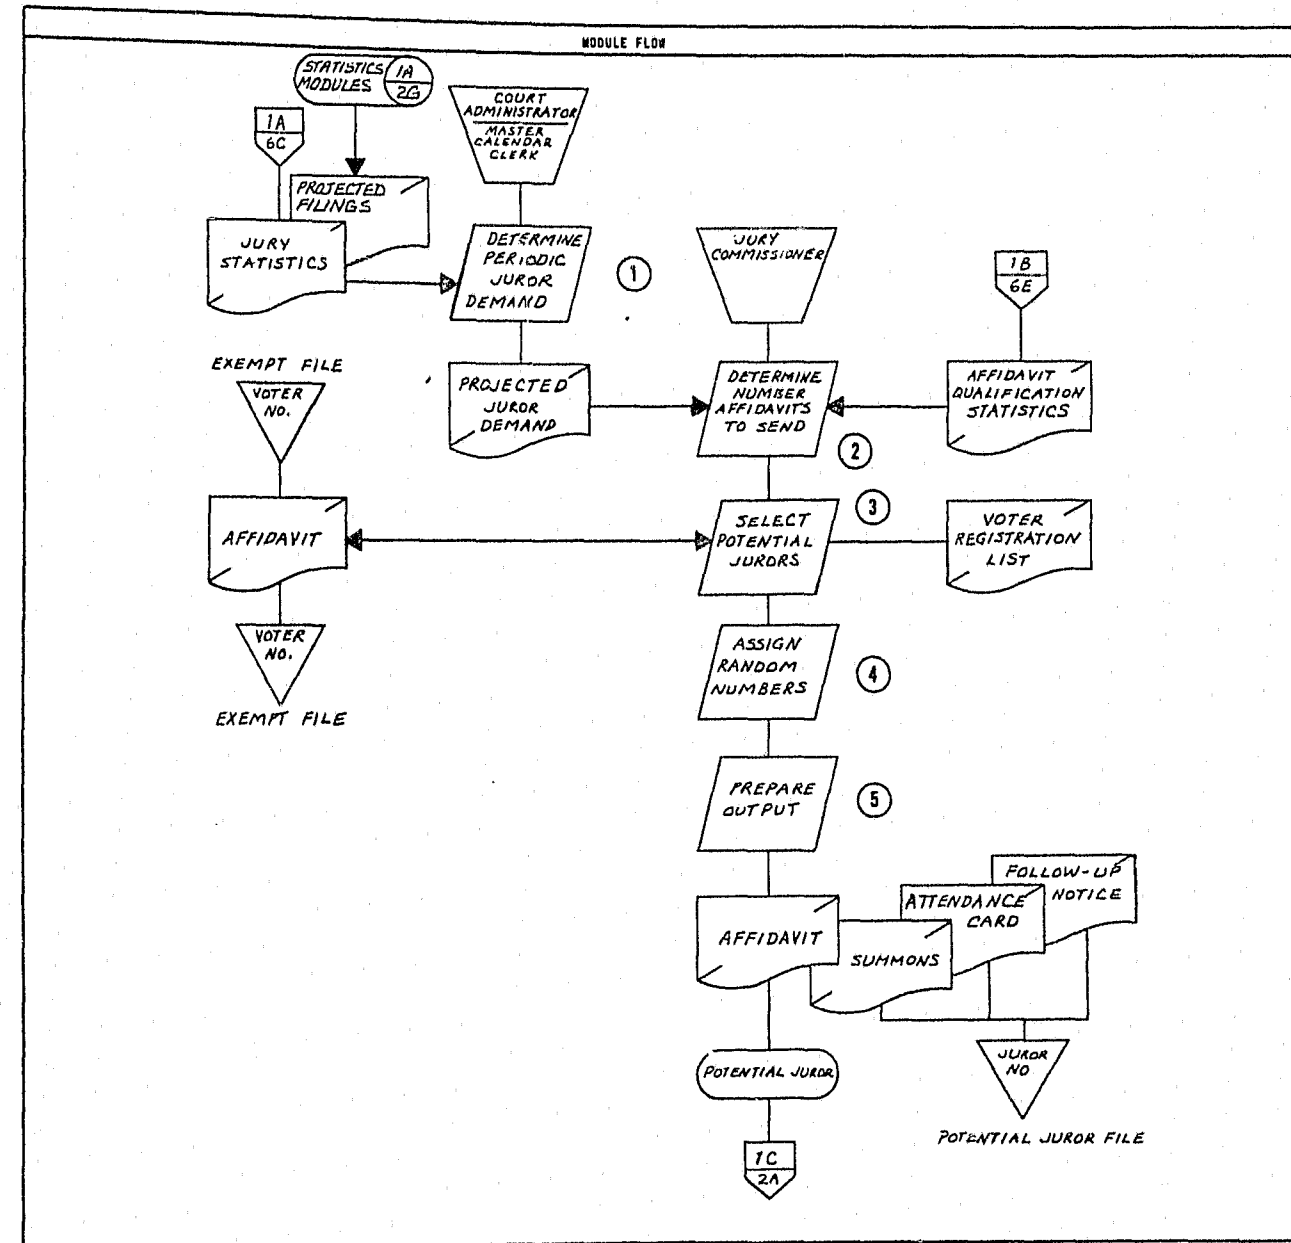 MODULE FLOW
STATISTICS
MODULES
1A
2G
1A
6C
COURT
ADMINISTRATOR
MASTER
CALENDAR
CLERK
PROJECTED
FILINGS
JURY
STATISTICS
DETERMINE
PERIODIC
JUROR
DEMAND
1
JURY
COMMISSIONER
1B
6E
EXEMPT FILE
VOTER
NO.
PROJECTED
JUROR
DEMAND
DETERMINE
NUMBER
AFFIDAVITS
TO SEND
2
AFFIDAVIT
QUALIFICATION
STATISTICS
AFFIDAVIT
SELECT
POTENTIAL
JURORS
3
VOTER
REGISTRATION
LIST
VOTER
NO.
EXEMPT FILE
ASSIGN
RANDOM
NUMBERS
4
PREPARE
OUTPUT
5
AFFIDAVIT
SUMMONS
ATTENDANCE
CARD
FOLLOW-UP
NOTICE
POTENTIAL JUROR
JUROR
NO
POTENTIAL JUROR FILE
1C
2A